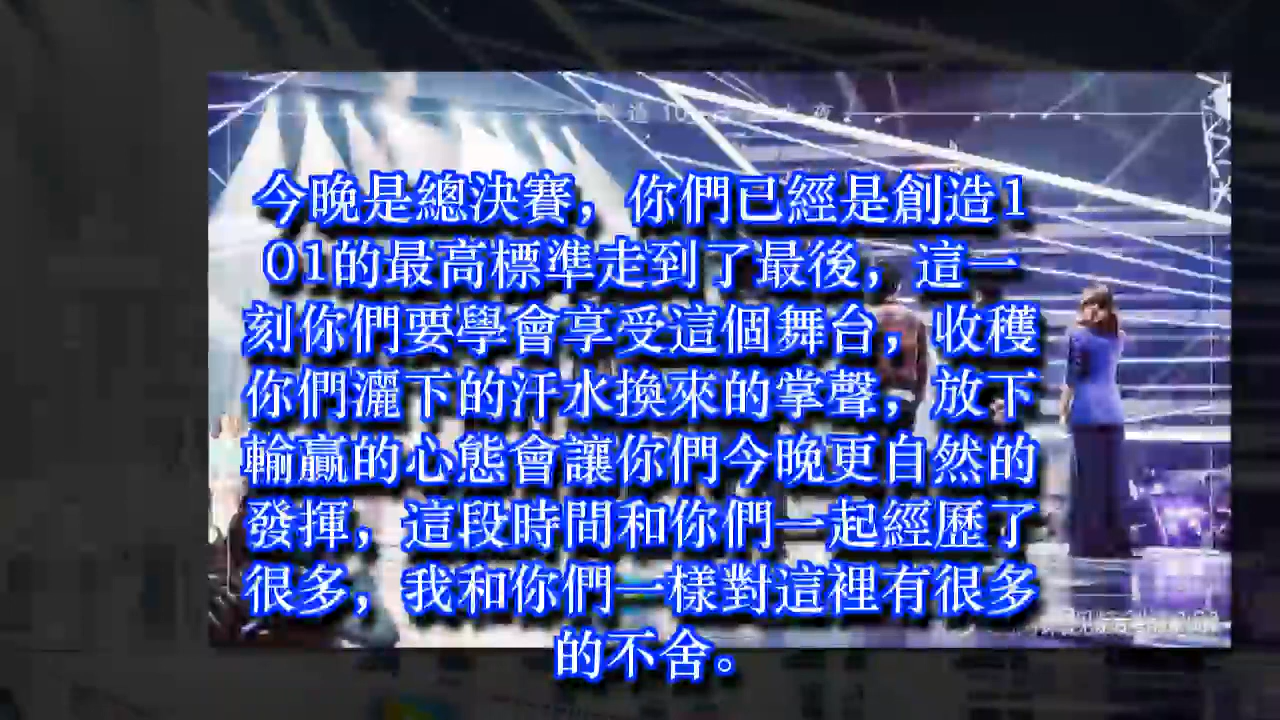 今晚是總決賽，你們已經是創造1
01的最高標準走到了最後，這一
刻你們要學會享受這個舞台，收穫
你們灑下的汗水換來的掌聲，放下
輸贏的心態會讓你們今晚更自然的
發揮，這段時間和你們一起經歷了
很多，我和你們一樣對這裡有很多
的不舍。